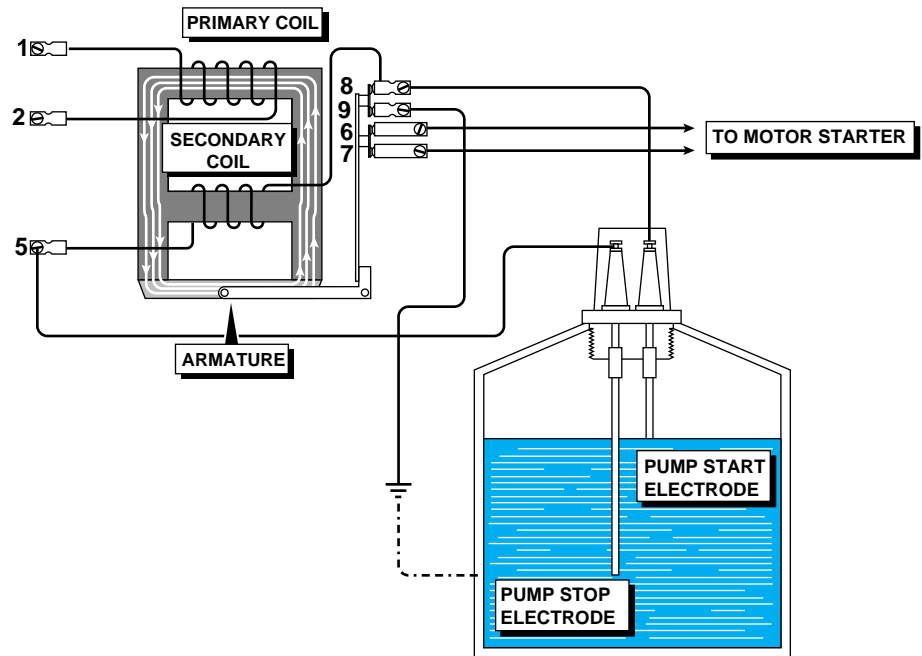 PRIMARY COIL
1
2
SECONDARY
COIL
5
8
9
6
7
TO MOTOR STARTER
ARMATURE
PUMP START
ELECTRODE
PUMP STOP
ELECTRODE